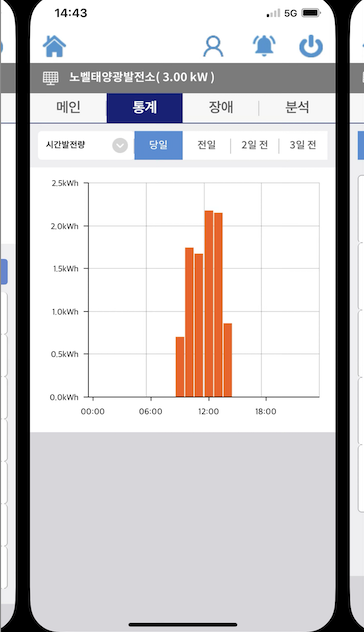 14:43 5G
노벨태양광발전소( 3.00 kW )
메인 통계 장애 분석
시간발전량 당일 전일 2일 전 3일 전
2.5kWh
2.0kWh
1.5kWh
1.0kWh
0.5kWh
0.0kWh
00:00 06:00 12:00 18:00